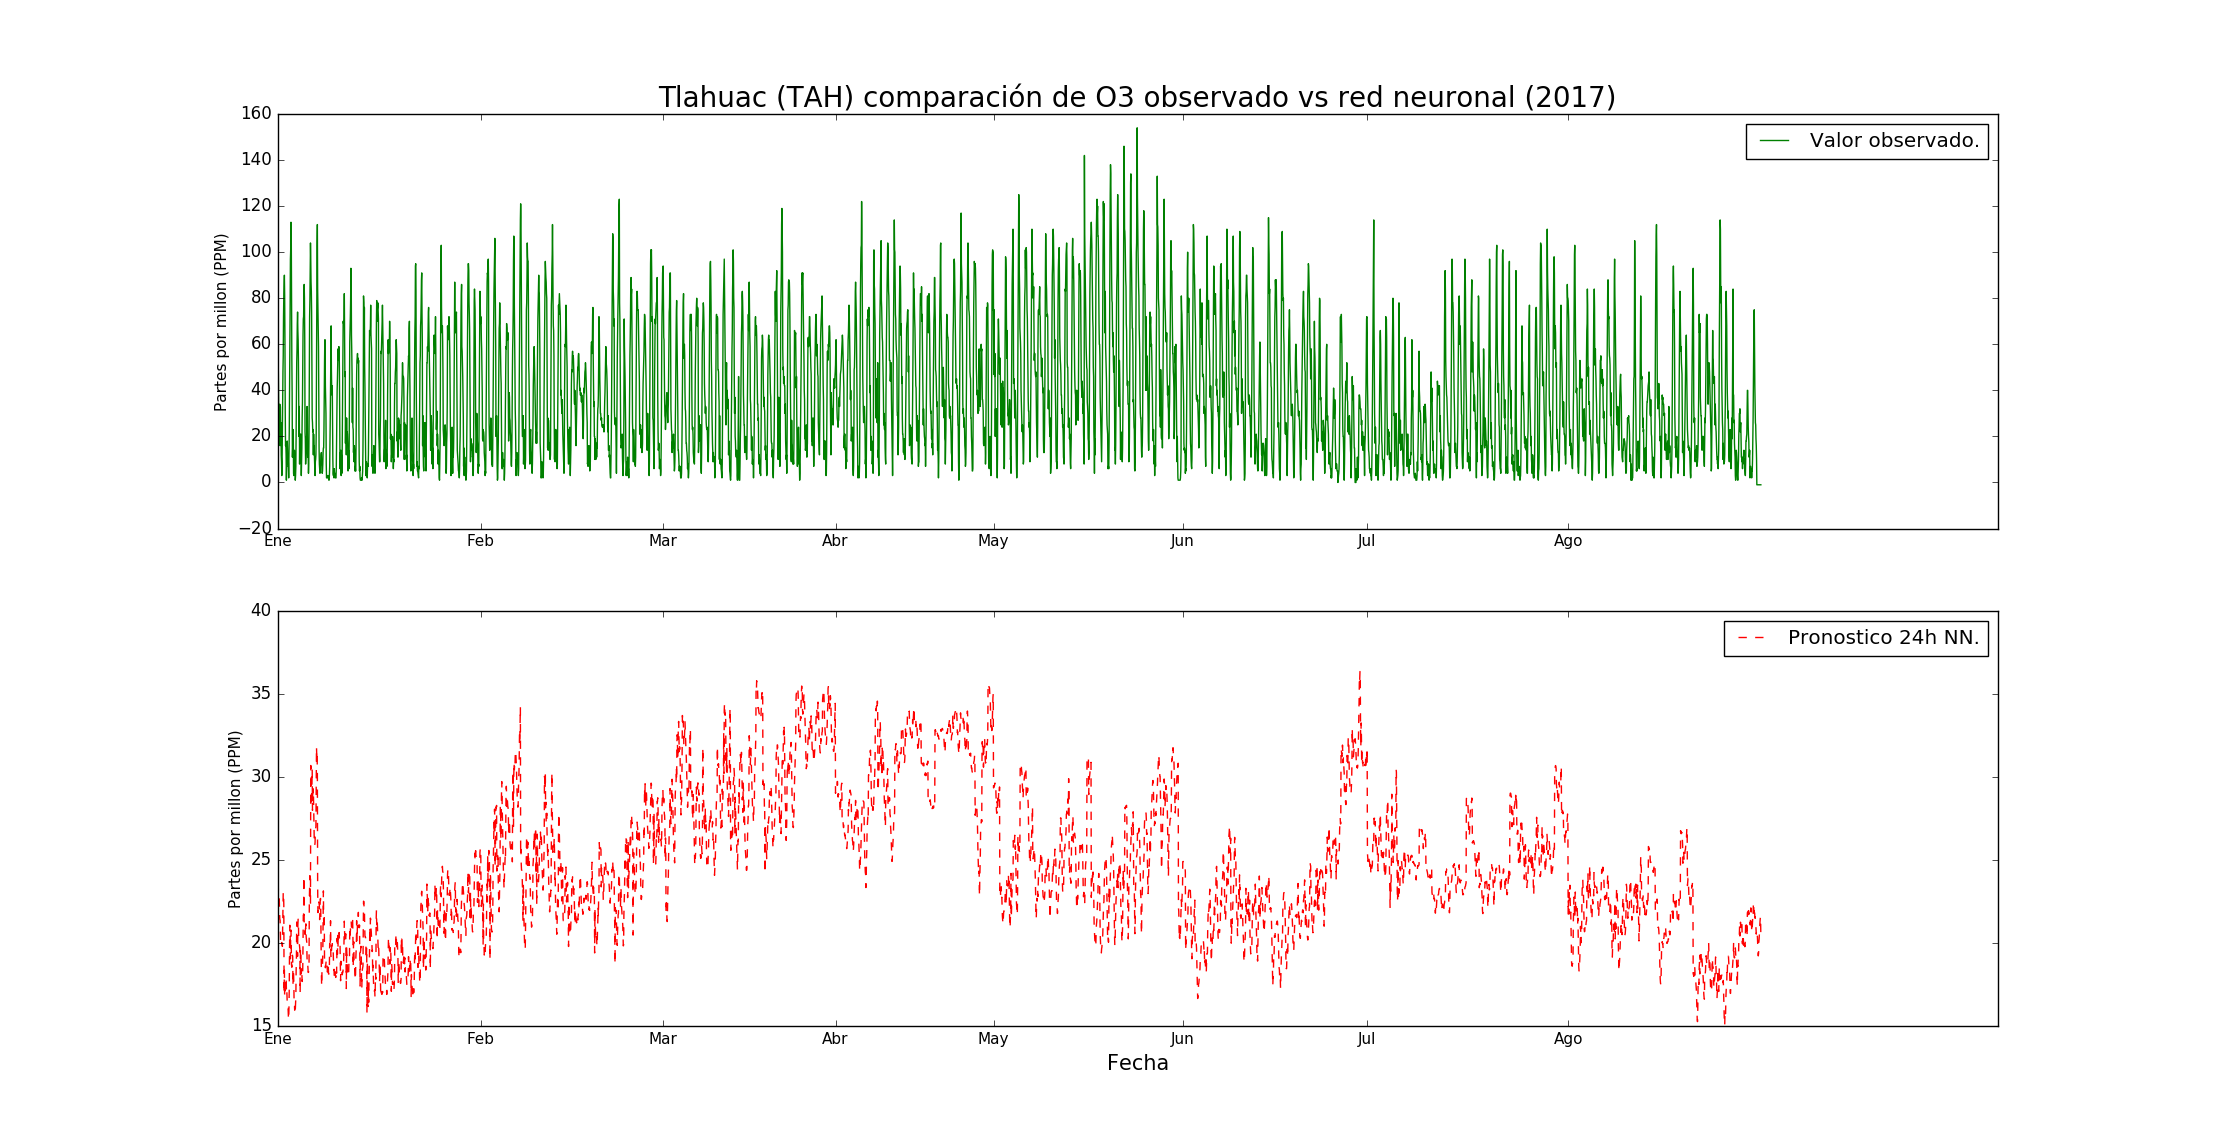 Tlahuac (TAH) comparación de O3 observado vs red neuronal (2017)
160
140
120
100
80
60
40
20
0
−20
Partes por millon (PPM)
Valor observado.
Ene Feb Mar Abr May Jun Jul Ago
40
35
30
25
20
15
Partes por millon (PPM)
Pronostico 24h NN.
Ene Feb Mar Abr May Jun Jul Ago
Fecha